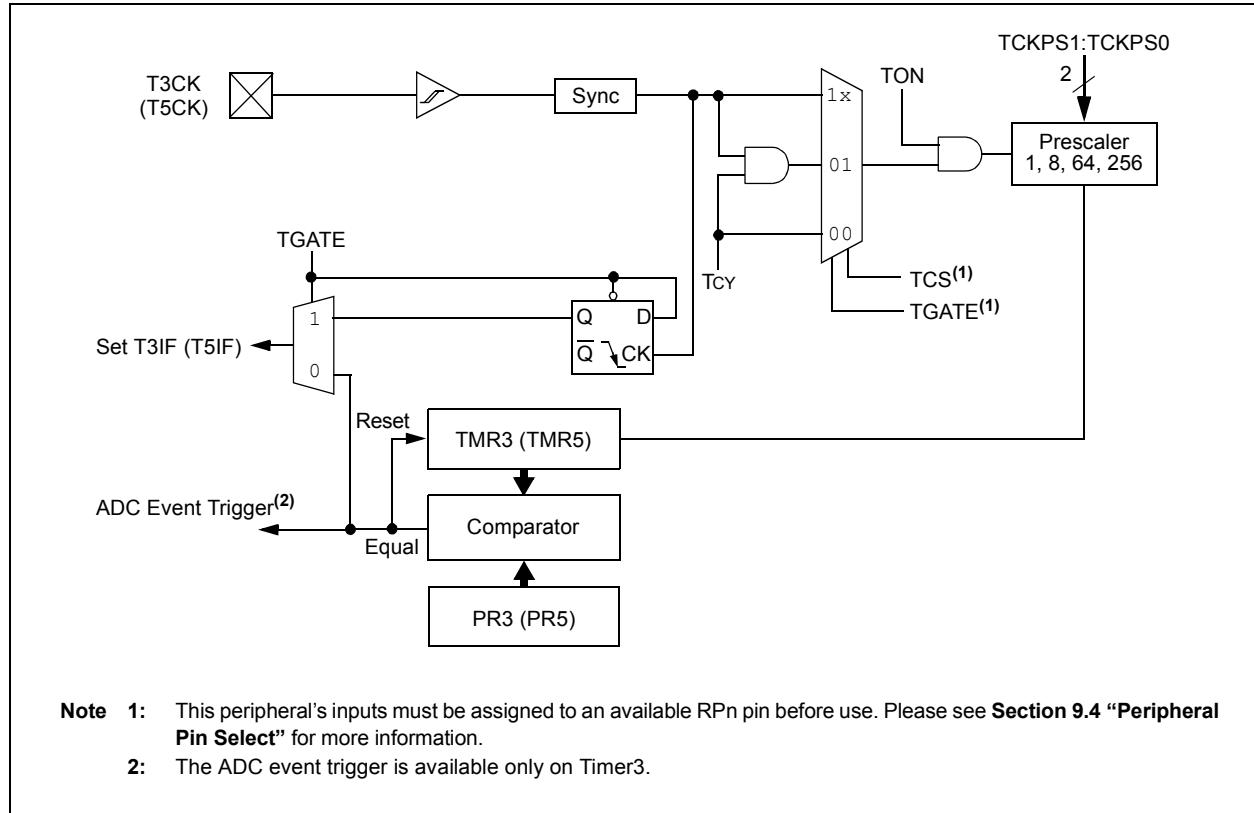 TCKPS1:TCKPS0
2
TON
T3CK
(T5CK)
Sync
1x
Prescaler
1, 8, 64, 256
01
00
TGATE
TCY
TCS(1)
TGATE(1)
1
Q
D
Set T3IF (T5IF)
Q
CK
0
Reset
TMR3 (TMR5)
ADC Event Trigger(2)
Comparator
Equal
PR3 (PR5)
Note 1: This peripheral’s inputs must be assigned to an available RPn pin before use. Please see Section 9.4 “Peripheral
Pin Select” for more information.
2: The ADC event trigger is available only on Timer3.